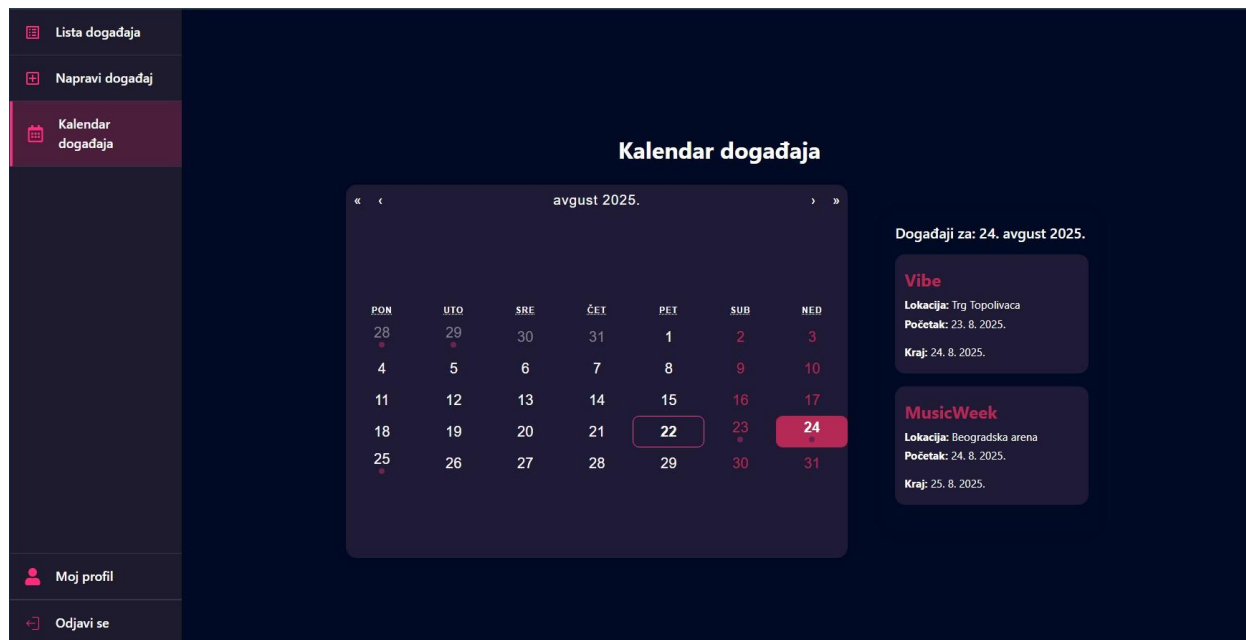 Lista događaja
Napravi događaj
Kalendar
događaja
Kalendar događaja
« ‹ avgust 2025. › »
PON UTO SRE ČET PET SUB NED
28 29 30 31 1 2 3
4 5 6 7 8 9 10
11 12 13 14 15 16 17
18 19 20 21 22 23 24
25 26 27 28 29 30 31
Događaji za: 24. avgust 2025.
Vibe
Lokacija: Trg Topolivaca
Početak: 23. 8. 2025.
Kraj: 24. 8. 2025.
MusicWeek
Lokacija: Beogradska arena
Početak: 24. 8. 2025.
Kraj: 25. 8. 2025.
Moj profil
Odjavi se